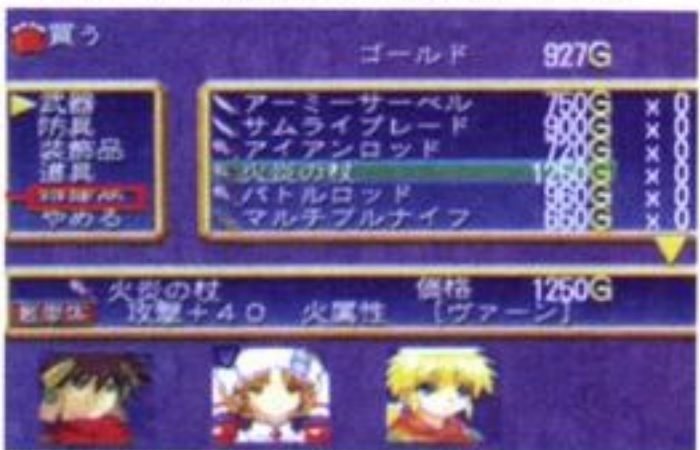 買う
ゴールド 927G
武器
防具
装飾品
道具
やめる
アーミーサーベル 750G ×0
サムライブレード 900G ×0
アイアンロッド 720G ×0
火炎の杖 1250G ×0
バトルロッド 960G ×0
マルチプルナイフ 650G ×0
火炎の杖 価格 1250G
敵単体 攻撃+40 火属性 [ヴァーン]